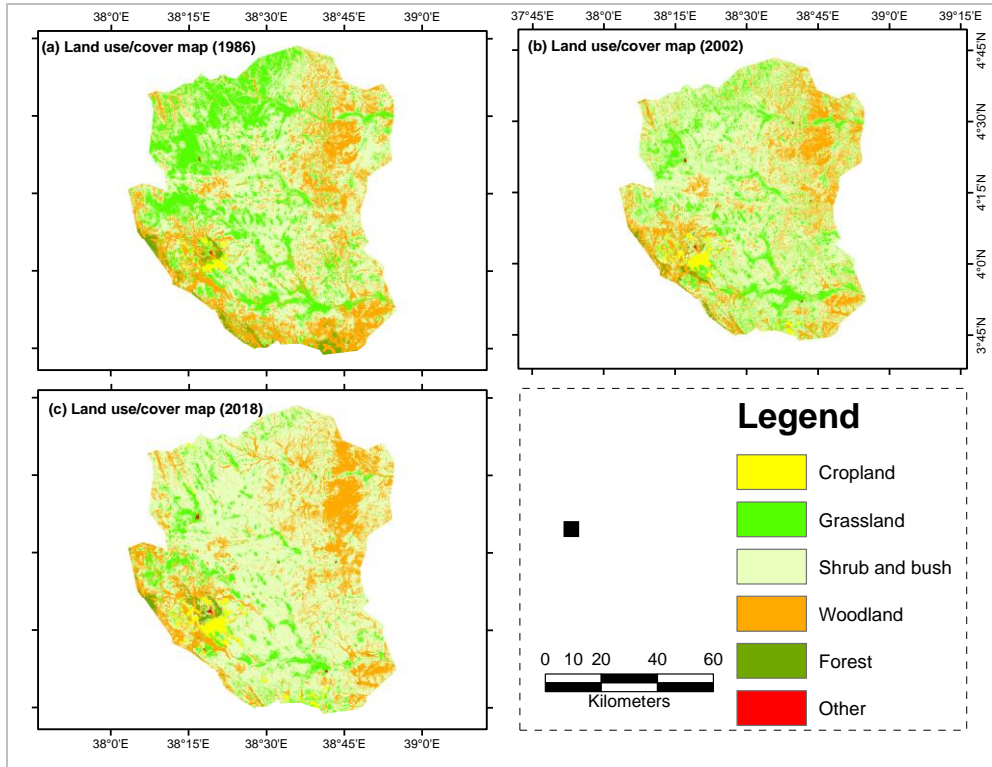 38°0'E 38°15'E 38°30'E 38°45'E 39°0'E
37°45'E 38°0'E 38°15'E 38°30'E 38°45'E 39°0'E 39°15'E
(a) Land use/cover map (1986)
(b) Land use/cover map (2002)
4°45'N
4°30'N
4°15'N
4°0'N
3°45'N
(c) Land use/cover map (2018)
38°0'E 38°15'E 38°30'E 38°45'E 39°0'E
Legend
Cropland
Grassland
Shrub and bush
Woodland
Forest
Other
0 10 20 40 60
Kilometers